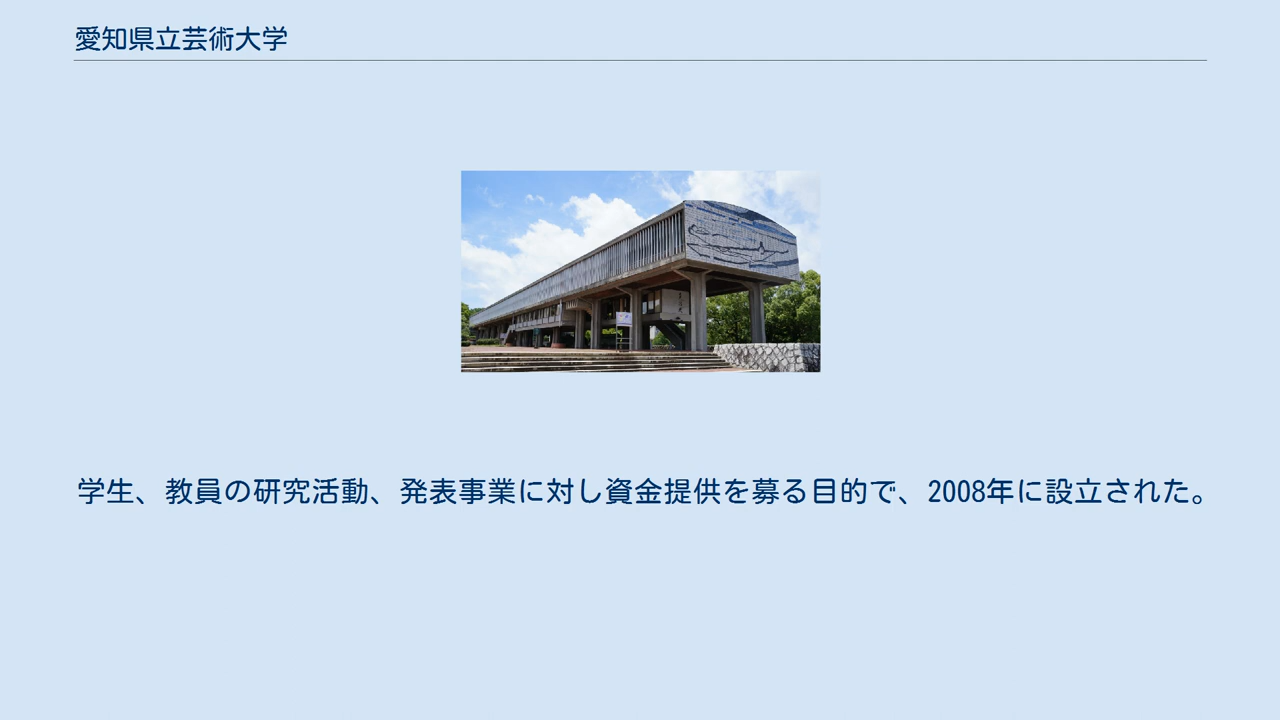 愛知県立芸術大学
学生、教員の研究活動、発表事業に対し資金提供を募る目的で、2008年に設立された。